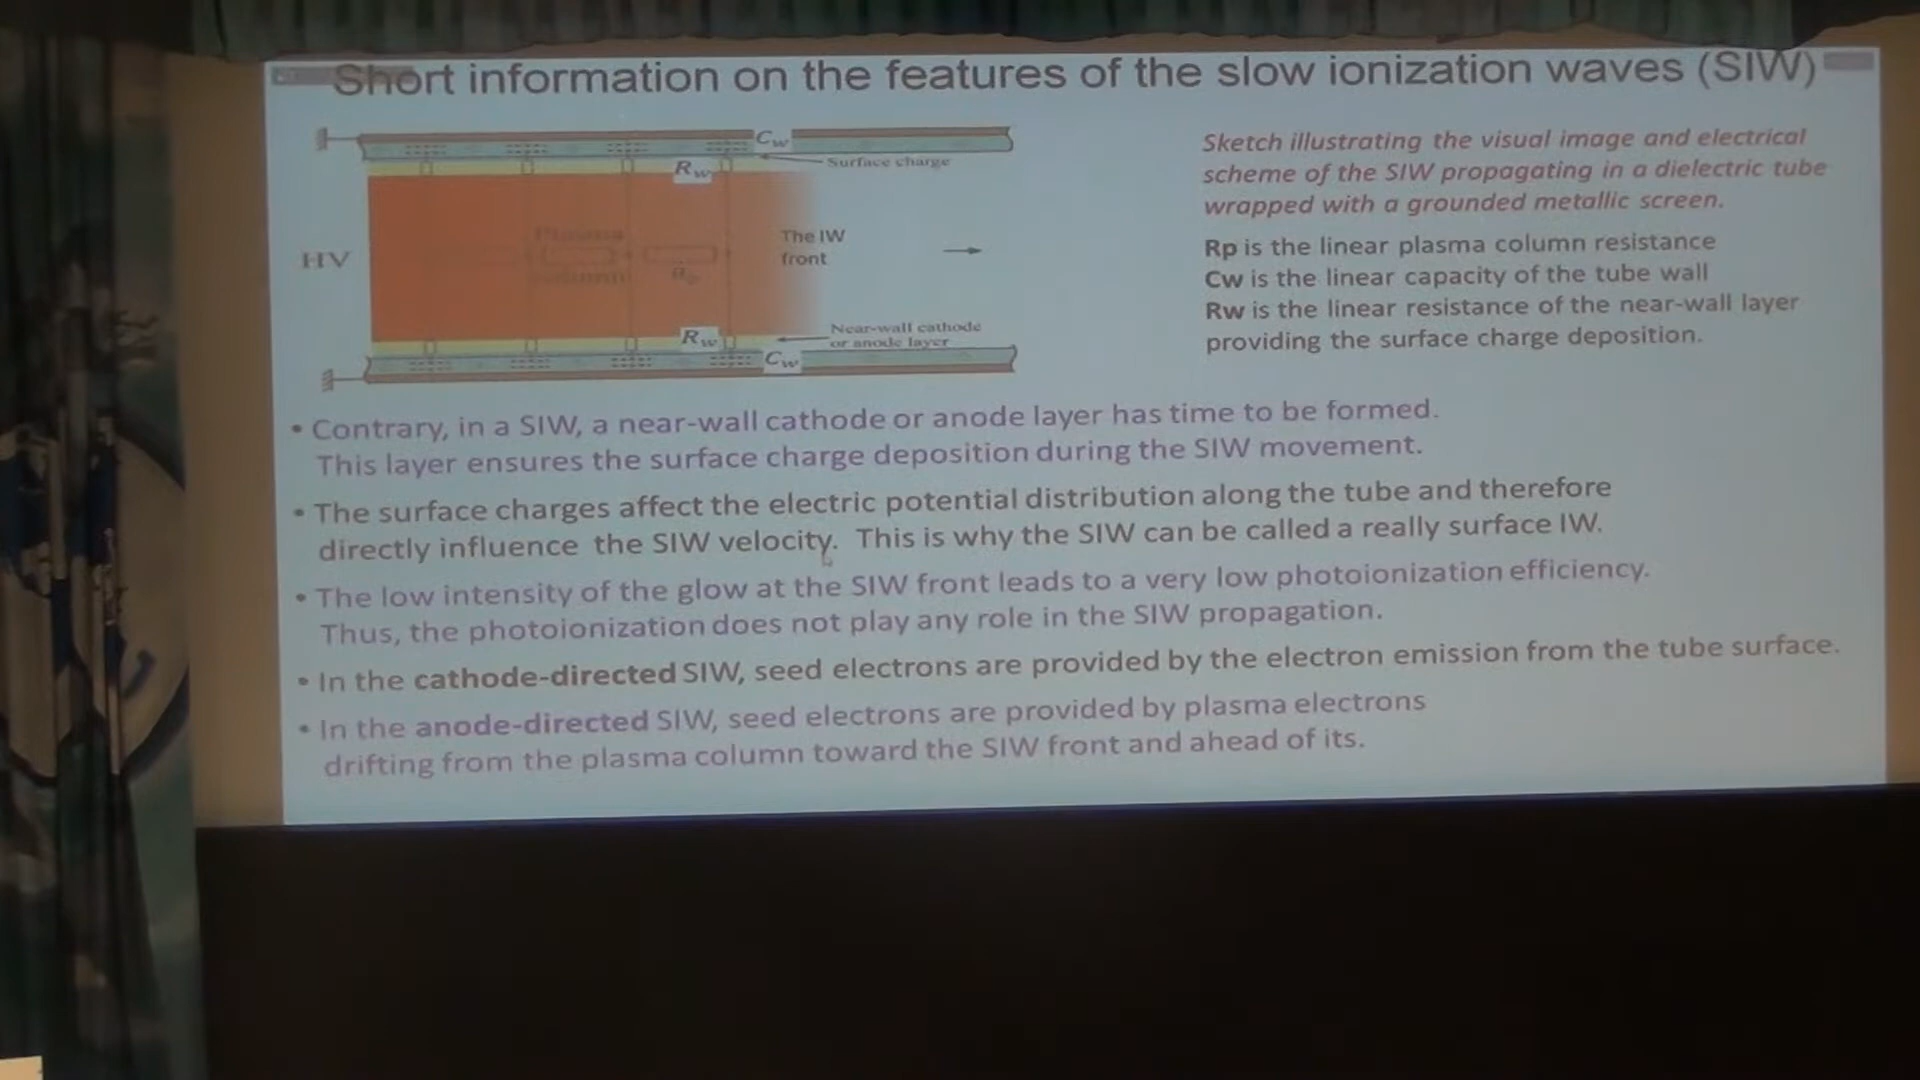 Short information on the features of the slow ionization waves (SIW)
Cw
Surface charge
Rw
Plasma
The IW
front
HV
column
Rp
Near-wall cathode
or anode layer
Rw
Cw
Sketch illustrating the visual image and electrical
scheme of the SIW propagating in a dielectric tube
wrapped with a grounded metallic screen.
Rp is the linear plasma column resistance
Cw is the linear capacity of the tube wall
Rw is the linear resistance of the near-wall layer
providing the surface charge deposition.
• Contrary, in a SIW, a near-wall cathode or anode layer has time to be formed.
This layer ensures the surface charge deposition during the SIW movement.
• The surface charges affect the electric potential distribution along the tube and therefore
directly influence the SIW velocity. This is why the SIW can be called a really surface IW.
• The low intensity of the glow at the SIW front leads to a very low photoionization efficiency.
Thus, the photoionization does not play any role in the SIW propagation.
• In the cathode-directed SIW, seed electrons are provided by the electron emission from the tube surface.
• In the anode-directed SIW, seed electrons are provided by plasma electrons
drifting from the plasma column toward the SIW front and ahead of its.